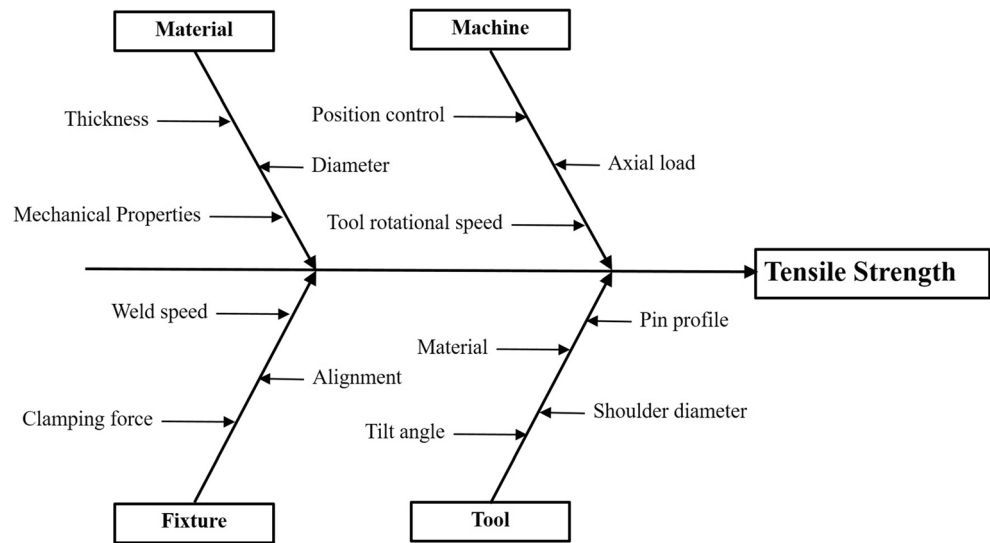 Material
Machine
Thickness
Position control
Diameter
Axial load
Mechanical Properties
Tool rotational speed
Tensile Strength
Weld speed
Pin profile
Material
Alignment
Shoulder diameter
Clamping force
Tilt angle
Fixture
Tool